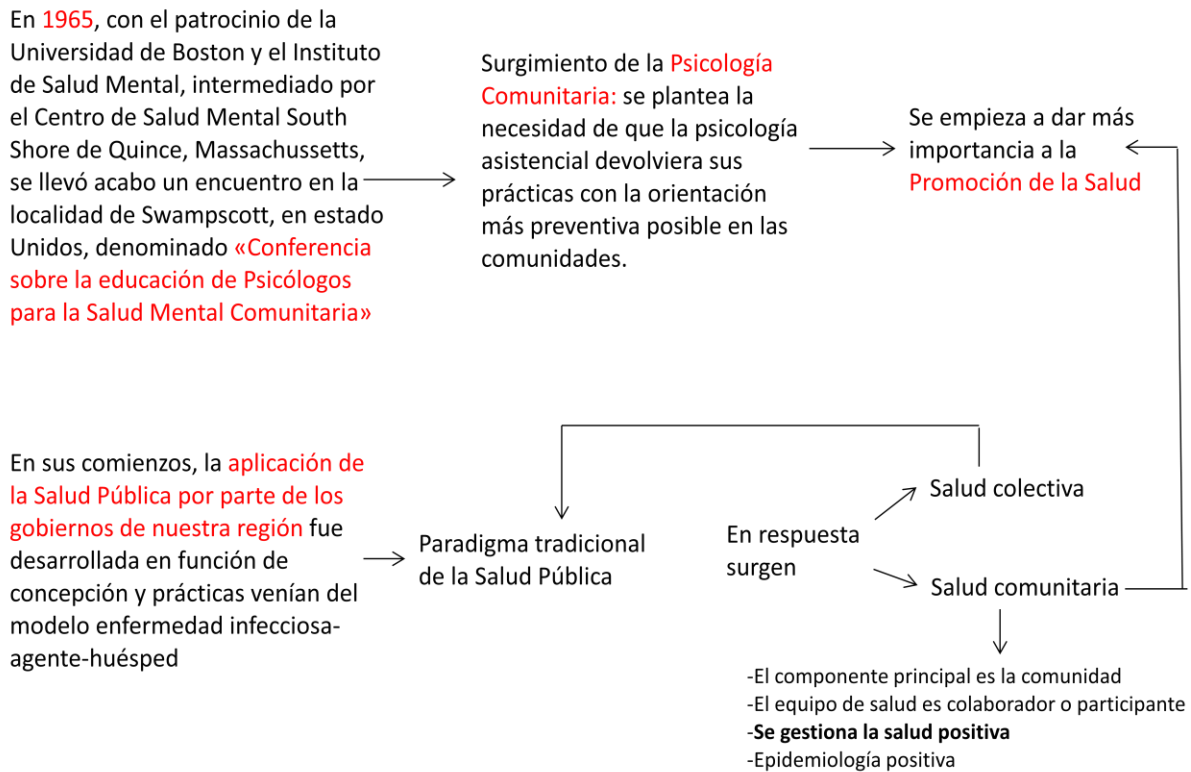 En 1965, con el patrocinio de la
Universidad de Boston y el Instituto
de Salud Mental, intermediado por
el Centro de Salud Mental South
Shore de Quince, Massachussetts,
se llevó acabo un encuentro en la
localidad de Swampscott, en estado
Unidos, denominado «Conferencia
sobre la educación de Psicólogos
para la Salud Mental Comunitaria»
Surgimiento de la Psicología
Comunitaria: se plantea la
necesidad de que la psicología
asistencial devolviera sus
prácticas con la orientación
más preventiva posible en las
comunidades.
Se empieza a dar más
importancia a la
Promoción de la Salud
En sus comienzos, la aplicación de
la Salud Pública por parte de los
gobiernos de nuestra región fue
desarrollada en función de
concepción y prácticas venían del
modelo enfermedad infecciosa-
agente-huésped
Paradigma tradicional
de la Salud Pública
En respuesta
surgen
Salud colectiva
Salud comunitaria
-El componente principal es la comunidad
-El equipo de salud es colaborador o participante
-Se gestiona la salud positiva
-Epidemiología positiva